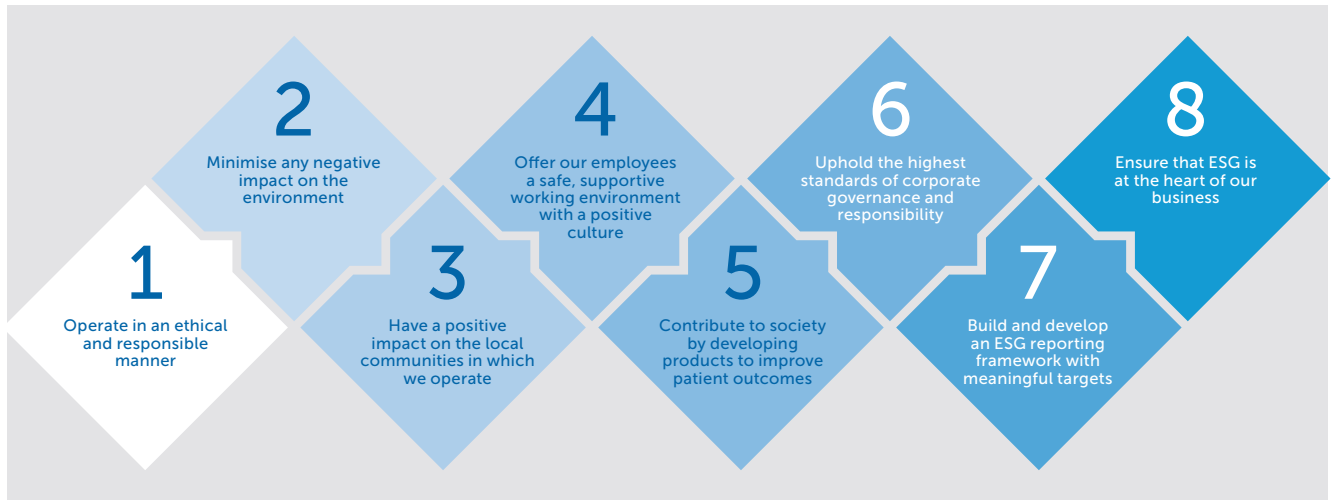 1
Operate in an ethical
and responsible
manner
2
Minimise any negative
impact on the
environment
3
Have a positive
impact on the local
communities in which
we operate
4
Offer our employees
a safe, supportive
working environment
with a positive
culture
5
Contribute to society
by developing
products to improve
patient outcomes
6
Uphold the highest
standards of corporate
governance and
responsibility
7
Build and develop
an ESG reporting
framework with
meaningful targets
8
Ensure that ESG is
at the heart of our
business